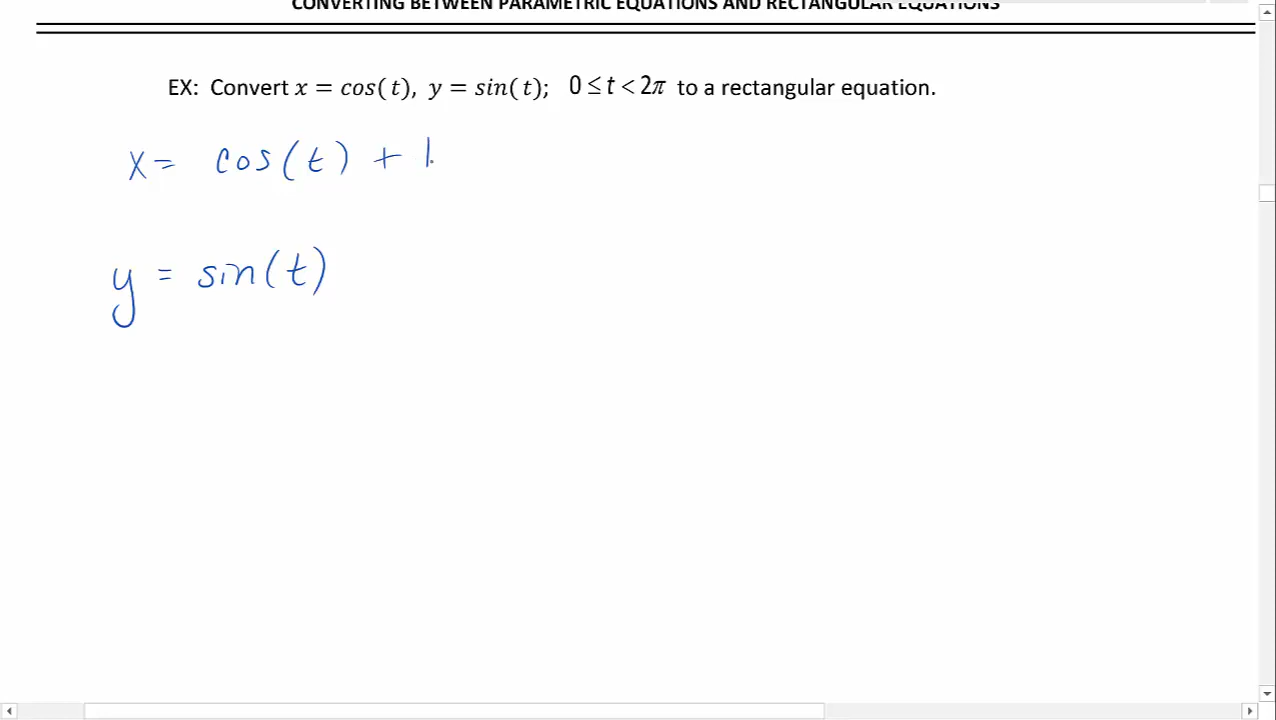 CONVERTING BETWEEN PARAMETRIC EQUATIONS AND RECTANGULAR EQUATIONS
EX: Convert x = cos(t), y = sin(t); 0 ≤ t < 2π to a rectangular equation.
x = cos(t) + 1.
y = sin(t)